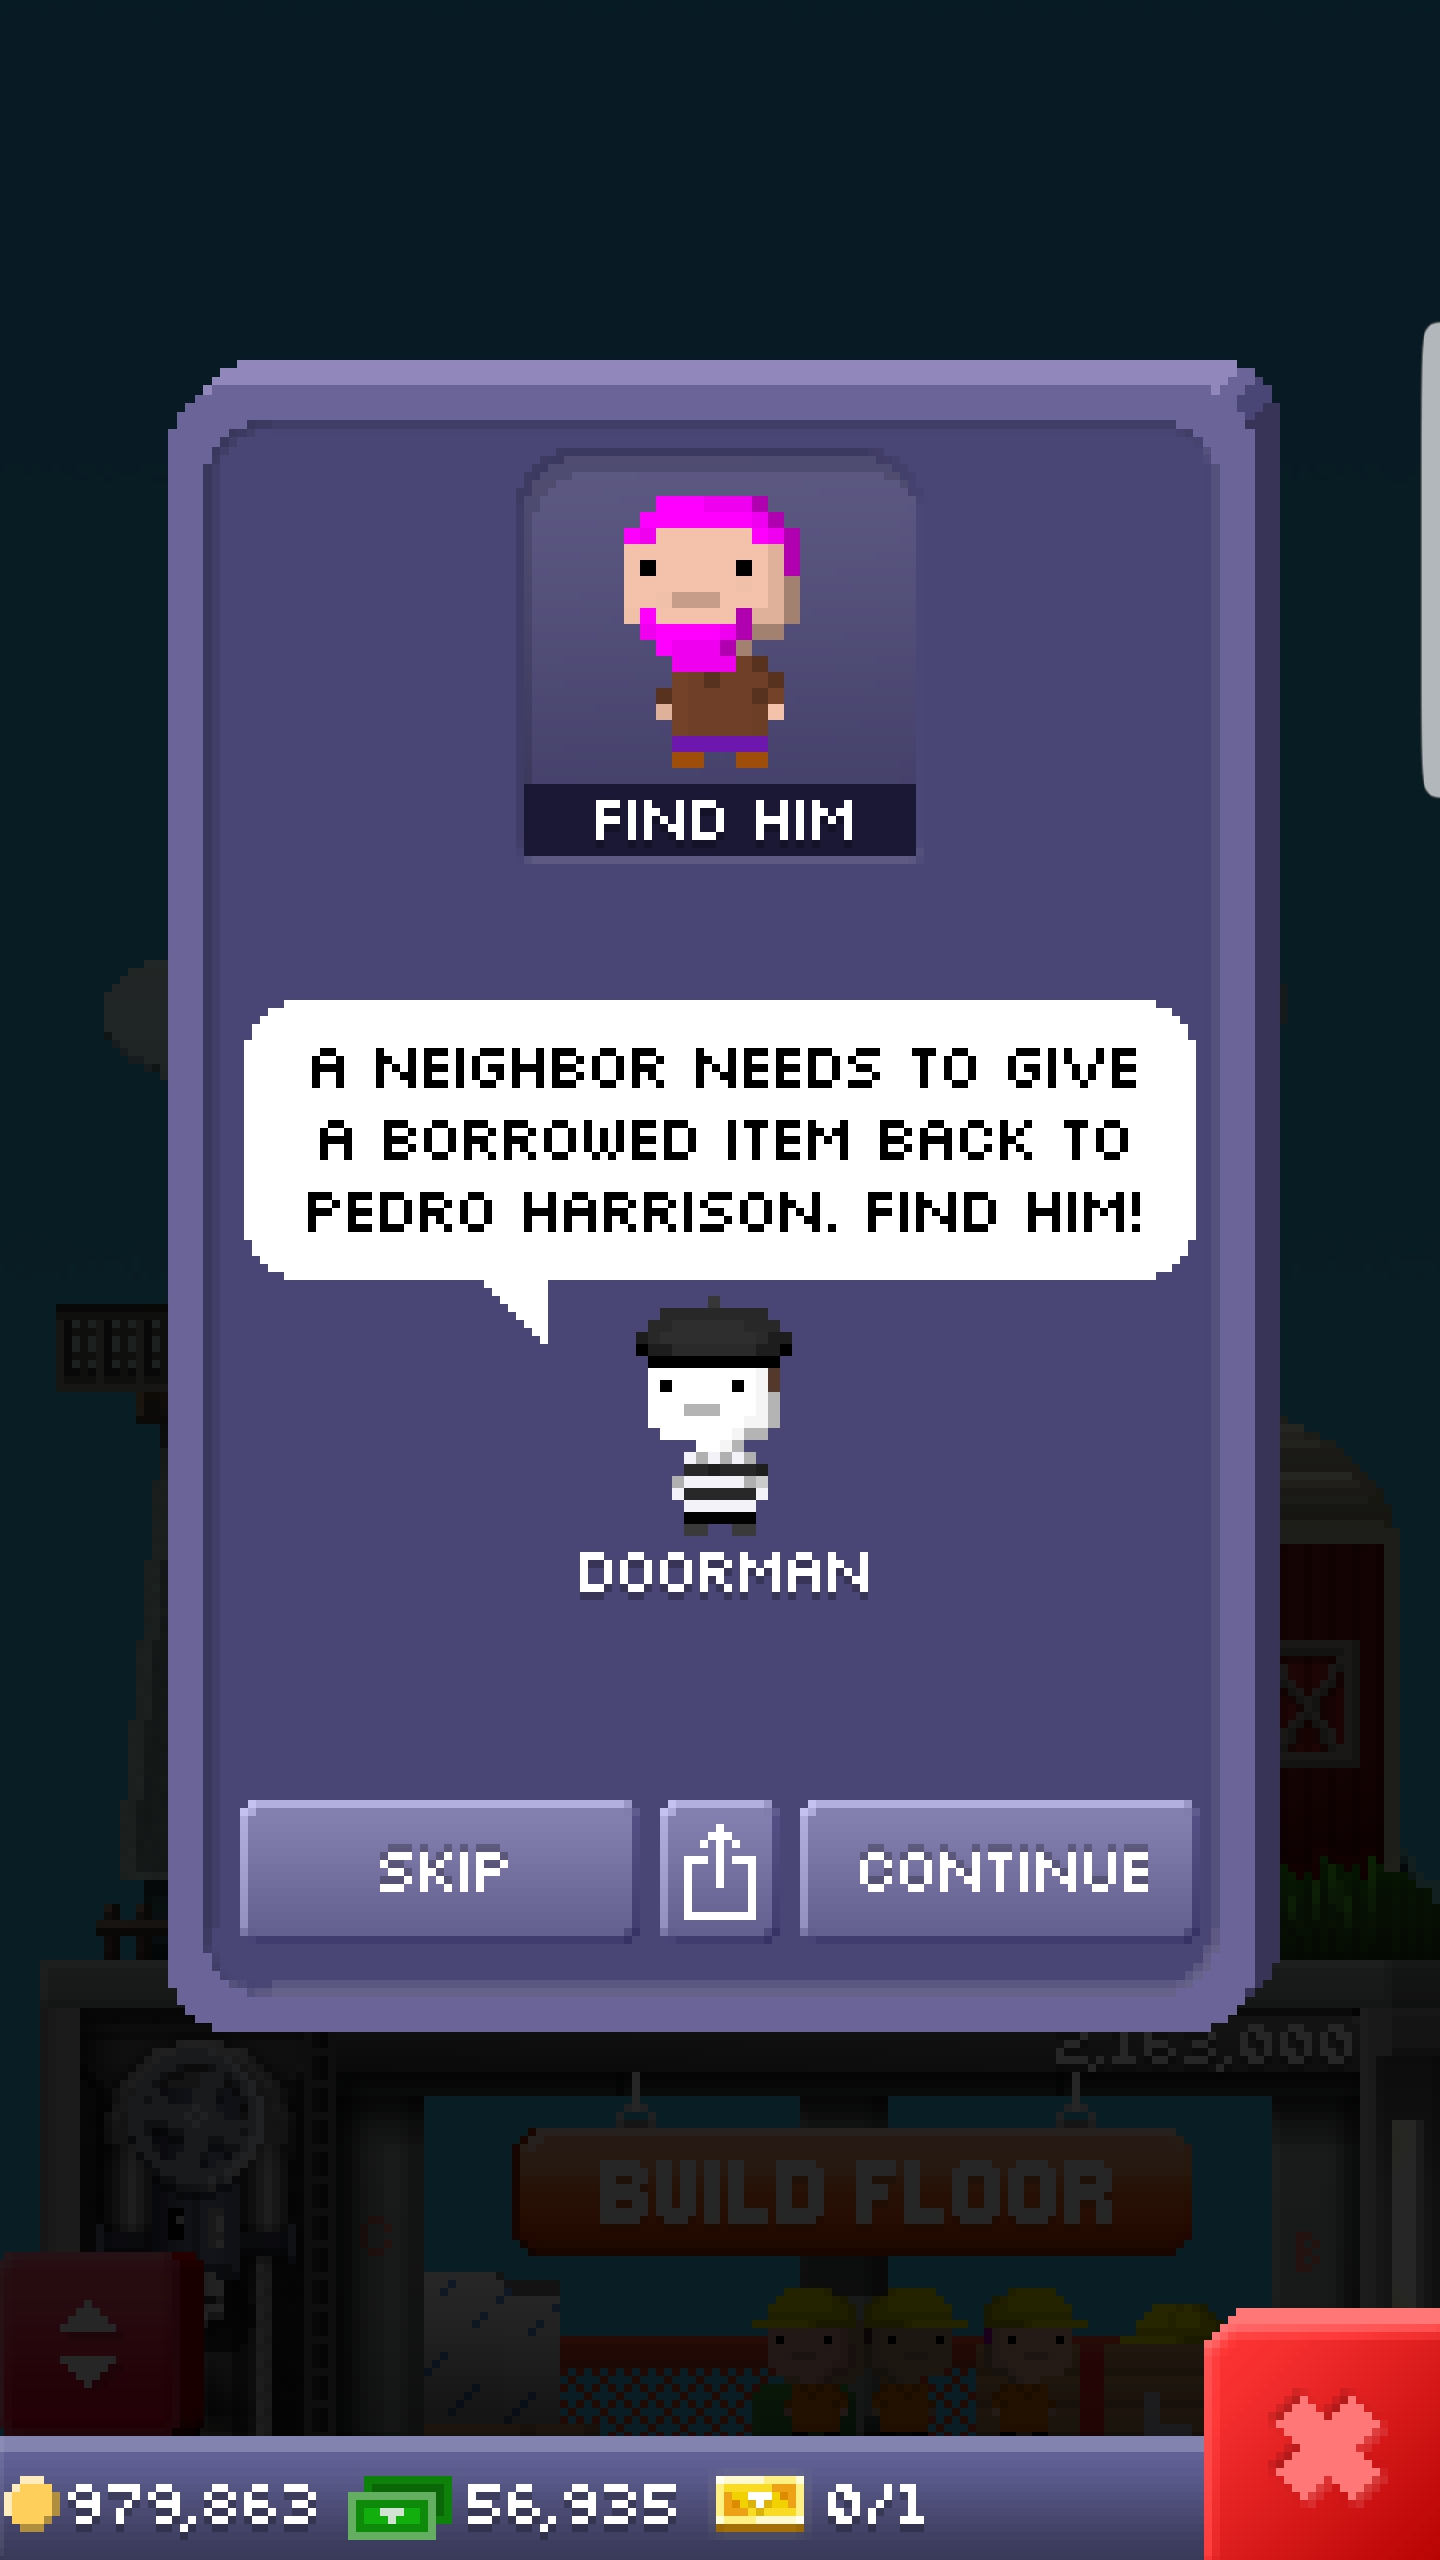 FIND HIM
A NEIGHBOR NEEDS TO GIVE
A BORROWED ITEM BACK TO
PEDRO HARRISON. FIND HIM!
DOORMAN
SKIP
CONTINUE
2,163,000
BUILD FLOOR
C
B
979,863
56,935
0/1